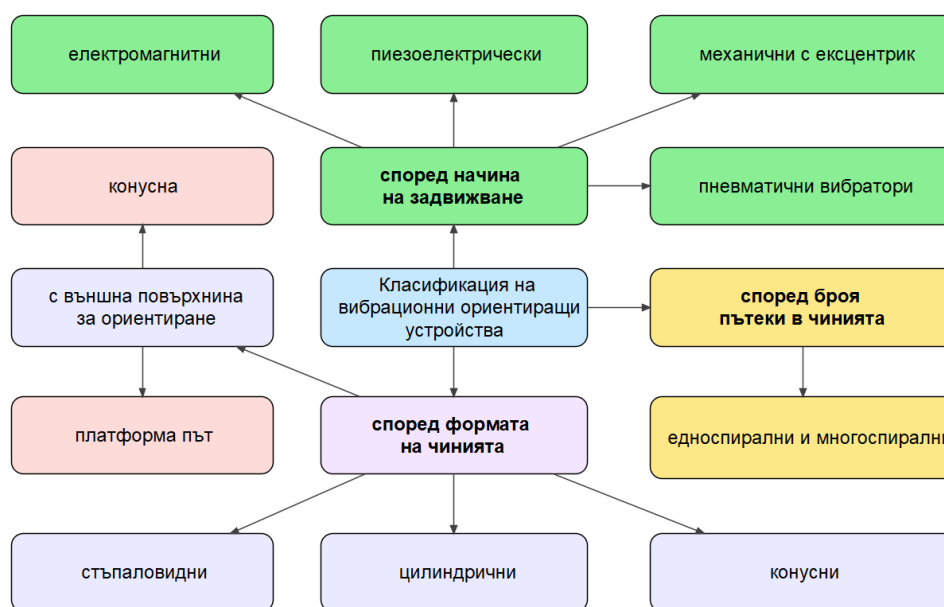 електромагнитни
пиезоелектрически
механични с ексцентрик
конусна
според начина
на задвижване
пневматични вибратори
с външна повърхнина
за ориентиране
Класификация на
вибрационни ориентиращи
устройства
според броя
пътеки в чинията
платформа път
според формата
на чинията
едноспирални и многоспирални
стъпаловидни
цилиндрични
конусни